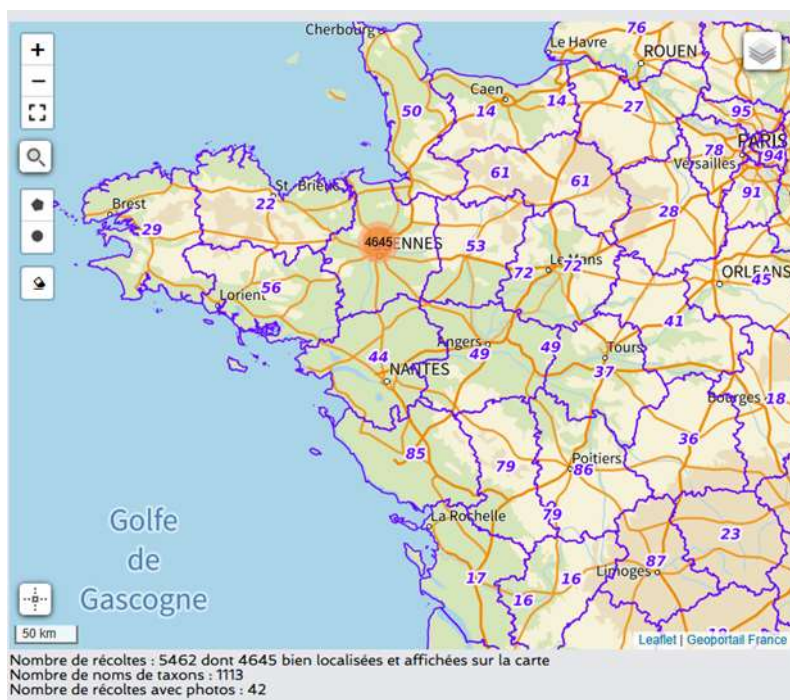 +
−
Cherbourg
76
Le Havre
ROUEN
Caen
14
27
50
14
95
PARIS
78
Versailles
94
61
61
91
St. Brieuc
22
Brest
29
28
4645
ENNES
53
Le Mans
72
72
ORLEANS
45
56
Lorient
41
Angers
49
49
Tours
44
NANTES
37
Bourges
18
36
85
79
Poitiers
86
Golfe
de
Gascogne
La Rochelle
79
23
87
Limoges
17
16
16
50 km
Leaflet | Geoportail France
Nombre de récoltes : 5462 dont 4645 bien localisées et affichées sur la carte
Nombre de noms de taxons : 1113
Nombre de récoltes avec photos : 42